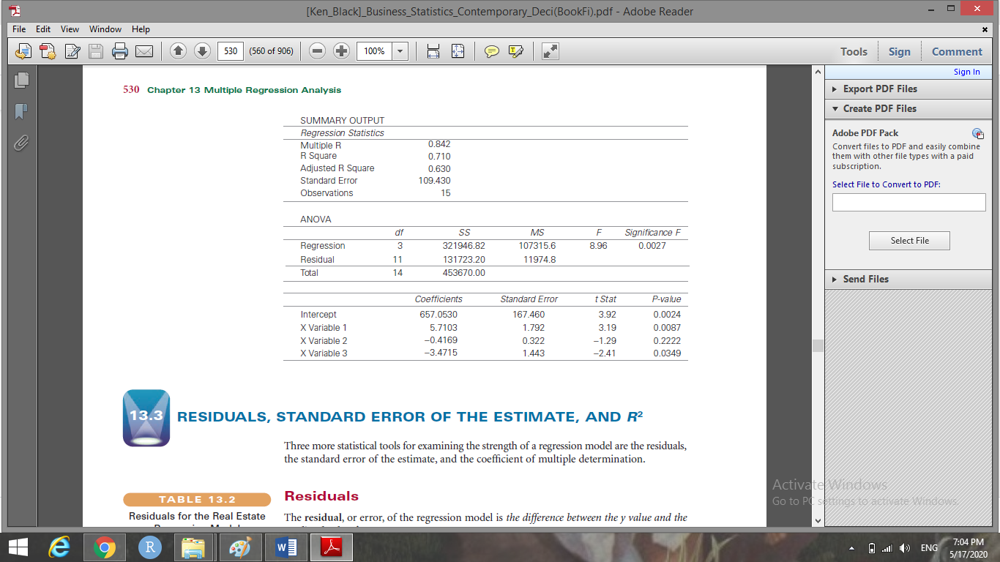 [Ken_Black]_Business_Statistics_Contemporary_Deci(BookFi).pdf - Adobe Reader
File Edit View Window Help
530 (560 of 906) 100% Tools Sign Comment
Sign In
Export PDF Files
Create PDF Files
Adobe PDF Pack
Convert files to PDF and easily combine
them with other file types with a paid
subscription.
Select File to Convert to PDF:
Select File
Send Files
530 Chapter 13 Multiple Regression Analysis
SUMMARY OUTPUT
Regression Statistics
Multiple R 0.842
R Square 0.710
Adjusted R Square 0.630
Standard Error 109.430
Observations 15
ANOVA
df SS MS F Significance F
Regression 3 321946.82 107315.6 8.96 0.0027
Residual 11 131723.20 11974.8
Total 14 453670.00
Coefficients Standard Error t Stat P-value
Intercept 657.0530 167.460 3.92 0.0024
X Variable 1 5.7103 1.792 3.19 0.0087
X Variable 2 −0.4169 0.322 −1.29 0.2222
X Variable 3 −3.4715 1.443 −2.41 0.0349
13.3 RESIDUALS, STANDARD ERROR OF THE ESTIMATE, AND R²
Three more statistical tools for examining the strength of a regression model are the residuals,
the standard error of the estimate, and the coefficient of multiple determination.
TABLE 13.2
Residuals for the Real Estate
Residuals
The residual, or error, of the regression model is the difference between the y value and the
Activate Windows
Go to PC settings to activate Windows.
ENG
7:04 PM
5/17/2020